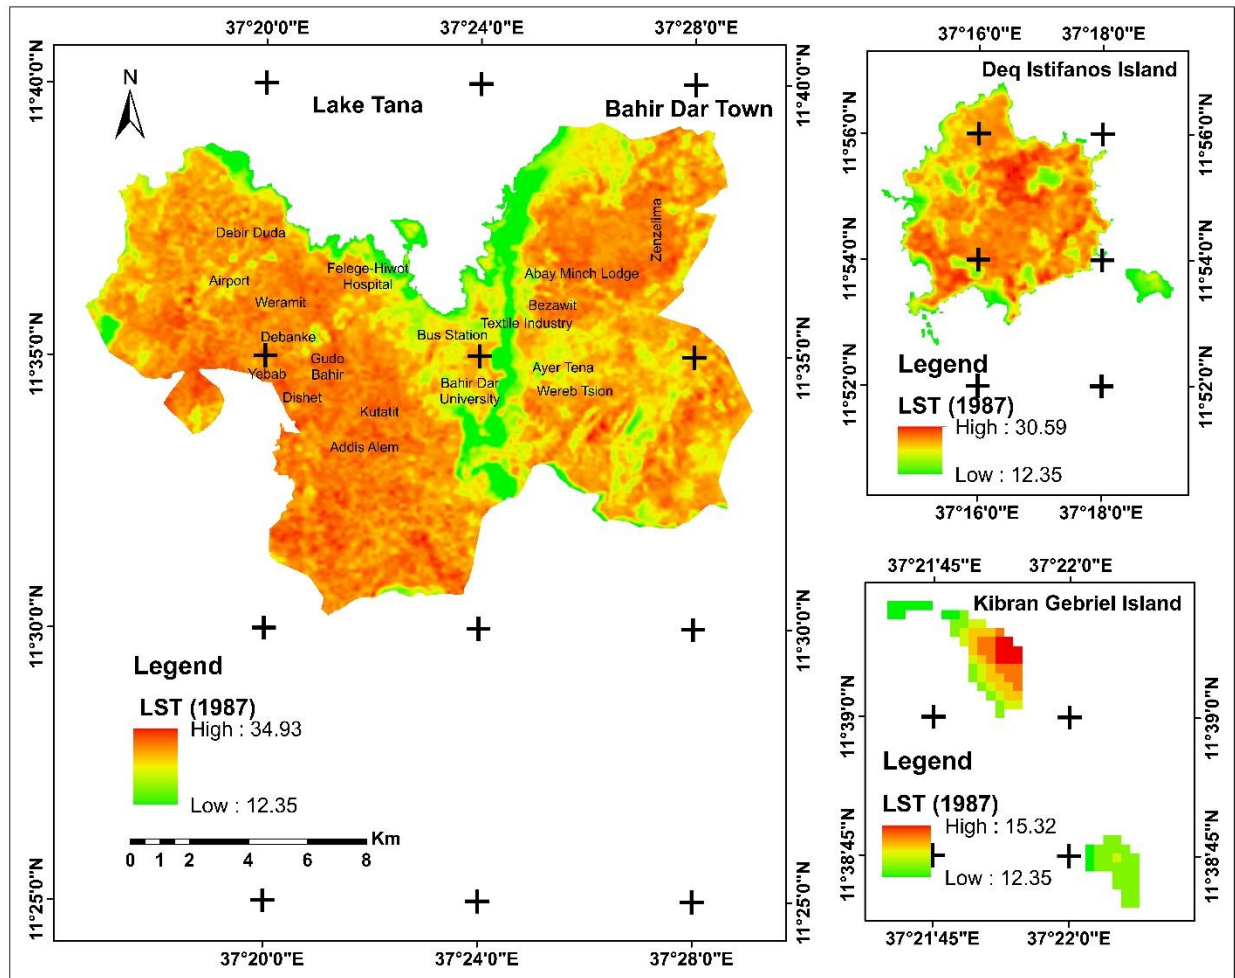 37°20'0"E 37°24'0"E 37°28'0"E
11°40'0"N
11°35'0"N
11°30'0"N
11°25'0"N
N
Lake Tana
Bahir Dar Town
Debir Duda
Airport
Weramit
Felege-Hiwot
Hospital
Debanke
Yebab
Gudo
Bahir
Dishet
Kutatit
Addis Alem
Bus Station
Bahir Dar
University
Zenzelima
Abay Minch Lodge
Bezawit
Textile Industry
Ayer Tena
Wereb Tsion
Legend
LST (1987)
High : 34.93
Low : 12.35
Km
0 1 2 4 6 8
11°40'0"N
11°35'0"N
11°30'0"N
11°25'0"N
37°20'0"E 37°24'0"E 37°28'0"E
37°16'0"E 37°18'0"E
Deq Istifanos Island
11°56'0"N
11°54'0"N
11°52'0"N
Legend
LST (1987)
High : 30.59
Low : 12.35
11°56'0"N
11°54'0"N
11°52'0"N
37°16'0"E 37°18'0"E
37°21'45"E 37°22'0"E
Kibran Gebriel Island
11°39'0"N
11°38'45"N
Legend
LST (1987)
High : 15.32
Low : 12.35
11°39'0"N
11°38'45"N
37°21'45"E 37°22'0"E